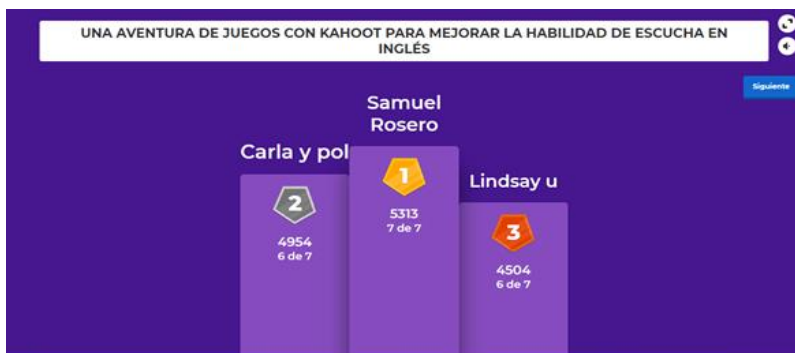 UNA AVENTURA DE JUEGOS CON KAHOOT PARA MEJORAR LA HABILIDAD DE ESCUCHA EN
INGLÉS
Siguiente
Samuel
Rosero
Carla y pol
Lindsay u
1
5313
7 de 7
2
4954
6 de 7
3
4504
6 de 7